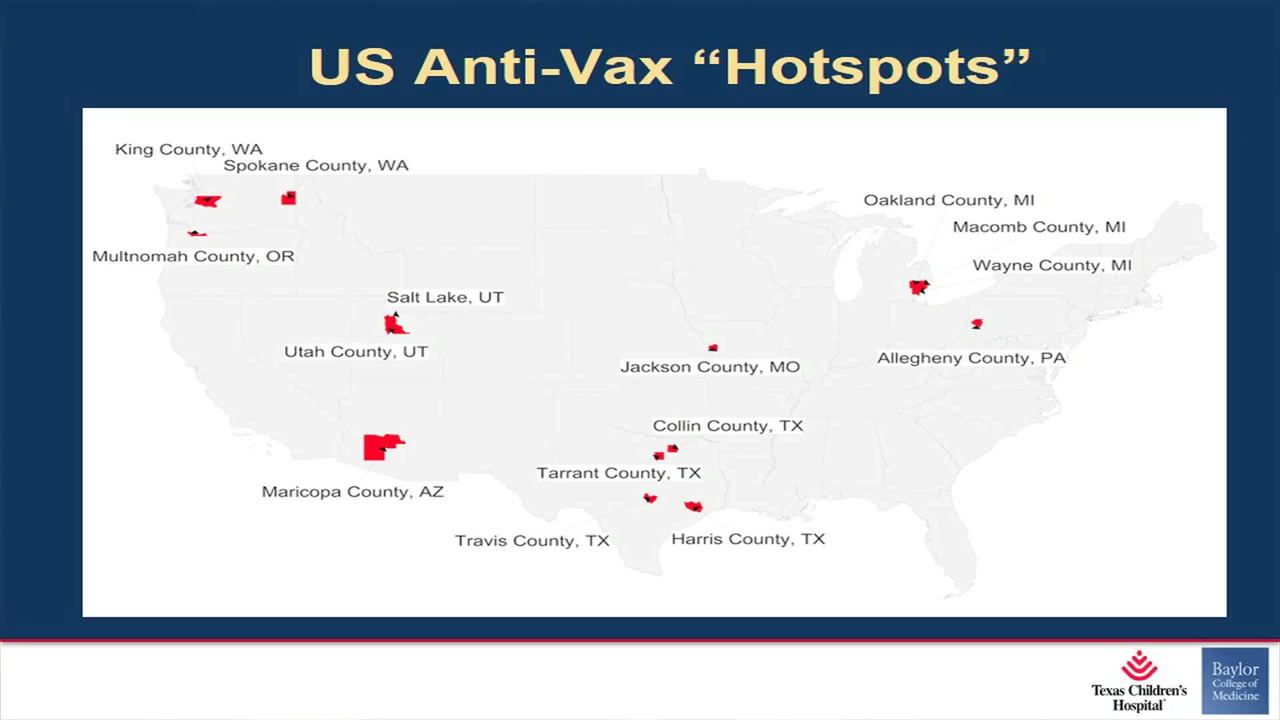 US Anti-Vax “Hotspots”
King County, WA
Spokane County, WA
Multnomah County, OR
Salt Lake, UT
Utah County, UT
Maricopa County, AZ
Oakland County, MI
Macomb County, MI
Wayne County, MI
Allegheny County, PA
Jackson County, MO
Collin County, TX
Tarrant County, TX
Travis County, TX
Harris County, TX
Texas Children's
Hospital
Baylor
College of
Medicine